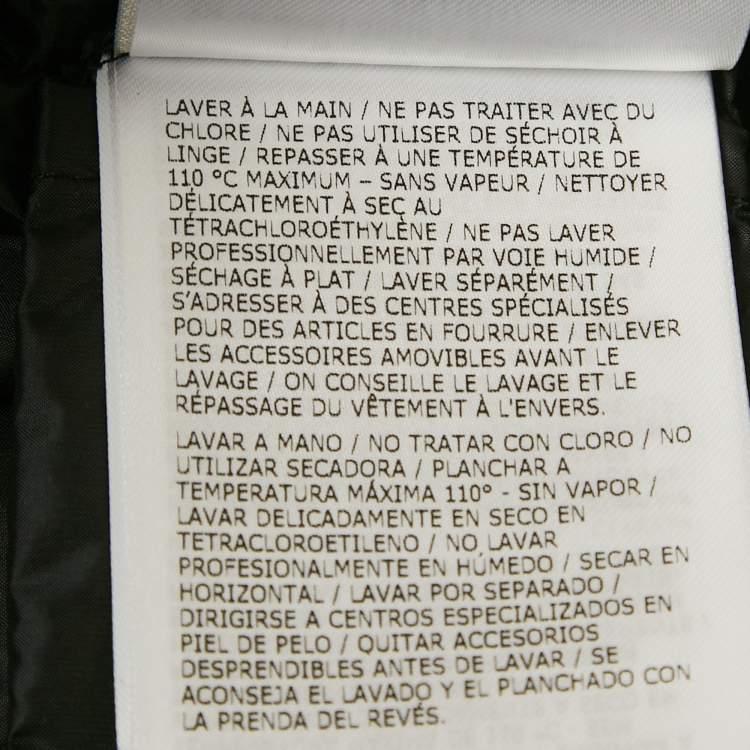 LAVER À LA MAIN / NE PAS TRAITER AVEC DU
CHLORE / NE PAS UTILISER DE SÉCHOIR À
LINGE / REPASSER À UNE TEMPÉRATURE DE
110 °C MAXIMUM – SANS VAPEUR / NETTOYER
DÉLICATEMENT À SEC AU
TÉTRACHLOROÉTHYLÈNE / NE PAS LAVER
PROFESSIONNELLEMENT PAR VOIE HUMIDE /
SÉCHAGE À PLAT / LAVER SÉPARÉMENT /
S'ADRESSER À DES CENTRES SPÉCIALISÉS
POUR DES ARTICLES EN FOURRURE / ENLEVER
LES ACCESSOIRES AMOVIBLES AVANT LE
LAVAGE / ON CONSEILLE LE LAVAGE ET LE
RÉPASSAGE DU VÊTEMENT À L'ENVERS.
LAVAR A MANO / NO TRATAR CON CLORO / NO
UTILIZAR SECADORA / PLANCHAR A
TEMPERATURA MÁXIMA 110° - SIN VAPOR /
LAVAR DELICADAMENTE EN SECO EN
TETRACLOROETILENO / NO LAVAR
PROFESIONALMENTE EN HÚMEDO / SECAR EN
HORIZONTAL / LAVAR POR SEPARADO /
DIRIGIRSE A CENTROS ESPECIALIZADOS EN
PIEL DE PELO / QUITAR ACCESORIOS
DESPRENDIBLES ANTES DE LAVAR / SE
ACONSEJA EL LAVADO Y EL PLANCHADO CON
LA PRENDA DEL REVÉS.